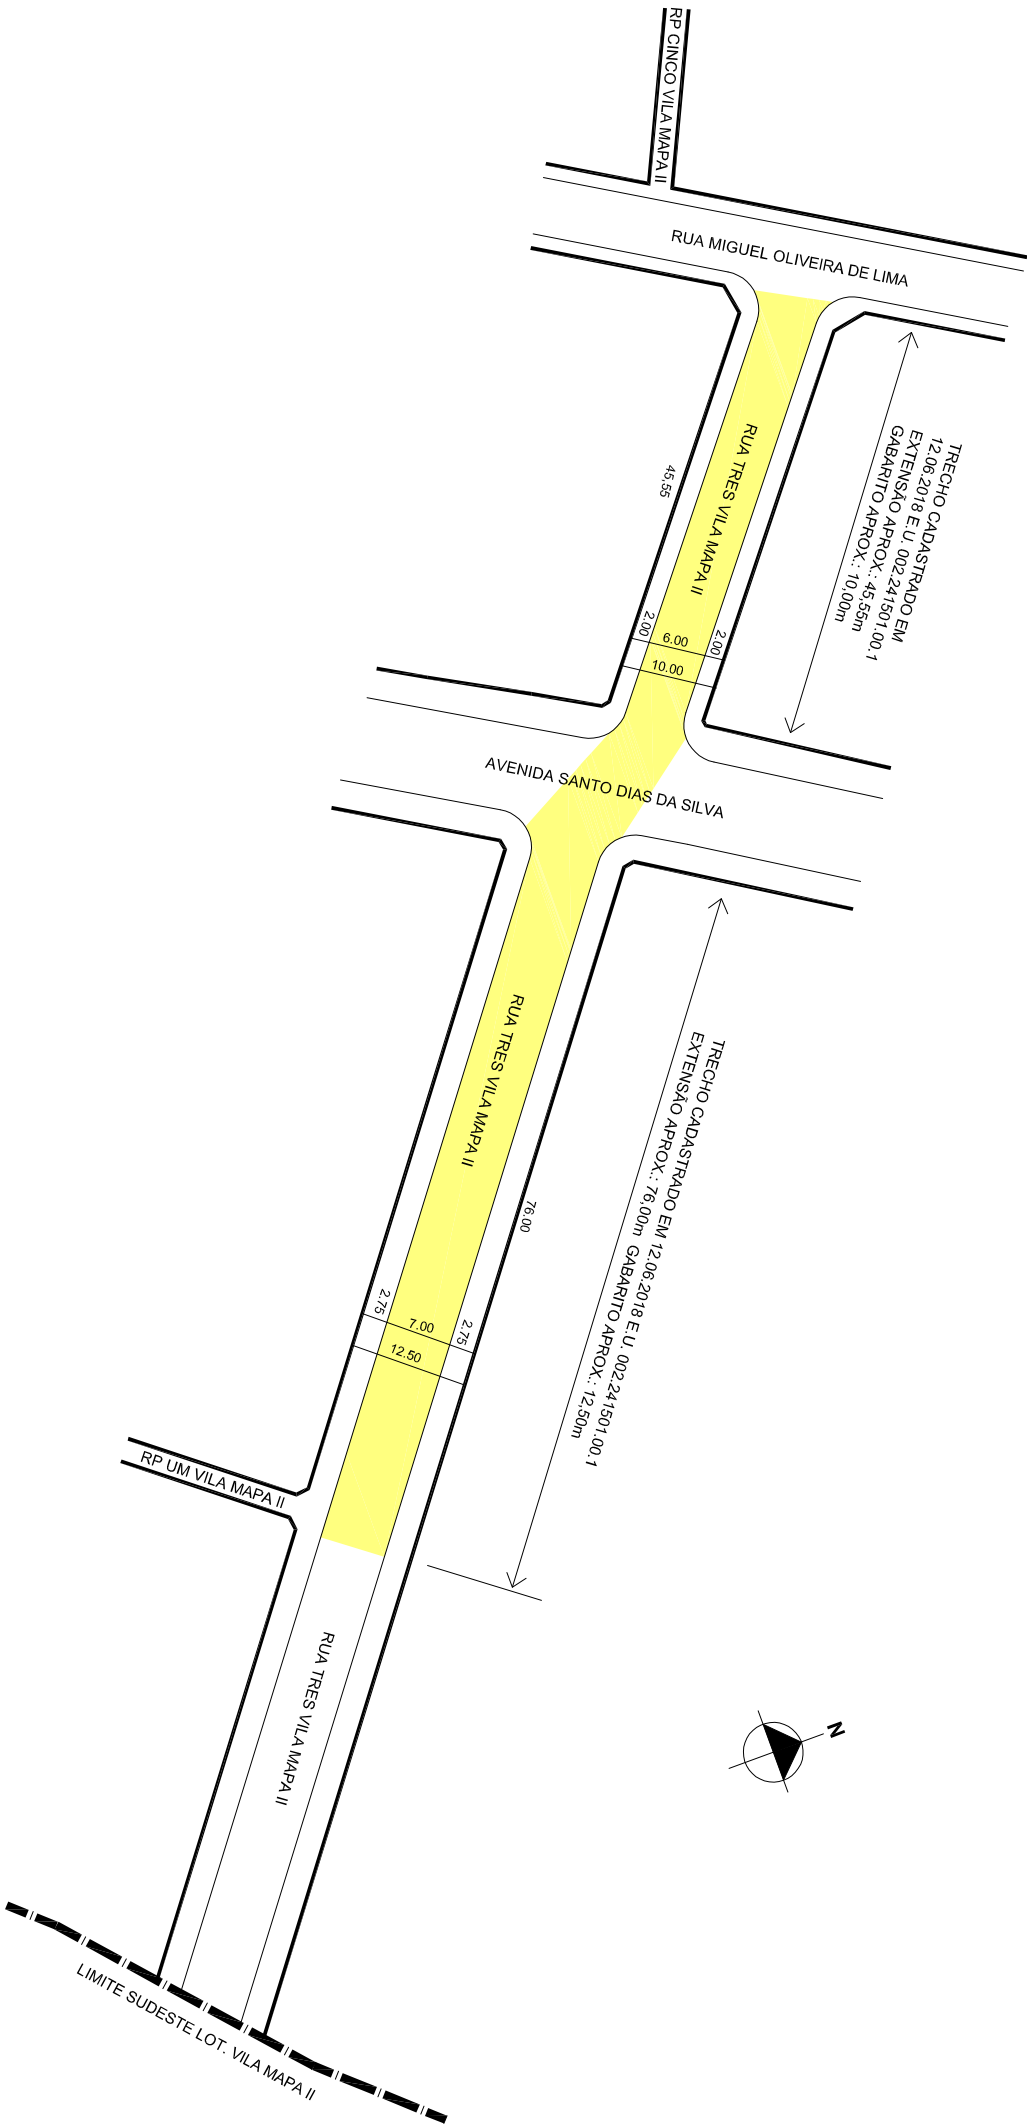 RP CINCO VILA MAPA II
RUA MIGUEL OLIVEIRA DE LIMA
TRECHO CADASTRADO EM
12.06.2018 E.U. 002.241501.00.1
EXTENSÃO APROX.: 45,55m
GABARITO APROX.: 10,00m
RUA TRES VILA MAPA II
45,55
2.00
6.00
2.00
10.00
AVENIDA SANTO DIAS DA SILVA
RUA TRES VILA MAPA II
TRECHO CADASTRADO EM 12.06.2018 E.U. 002.241501.00.1
EXTENSÃO APROX.: 76,00m GABARITO APROX.: 12,50m
76.00
2.75
7.00
2.75
12.50
RP UM VILA MAPA II
RUA TRES VILA MAPA II
N
LIMITE SUDESTE LOT. VILA MAPA II